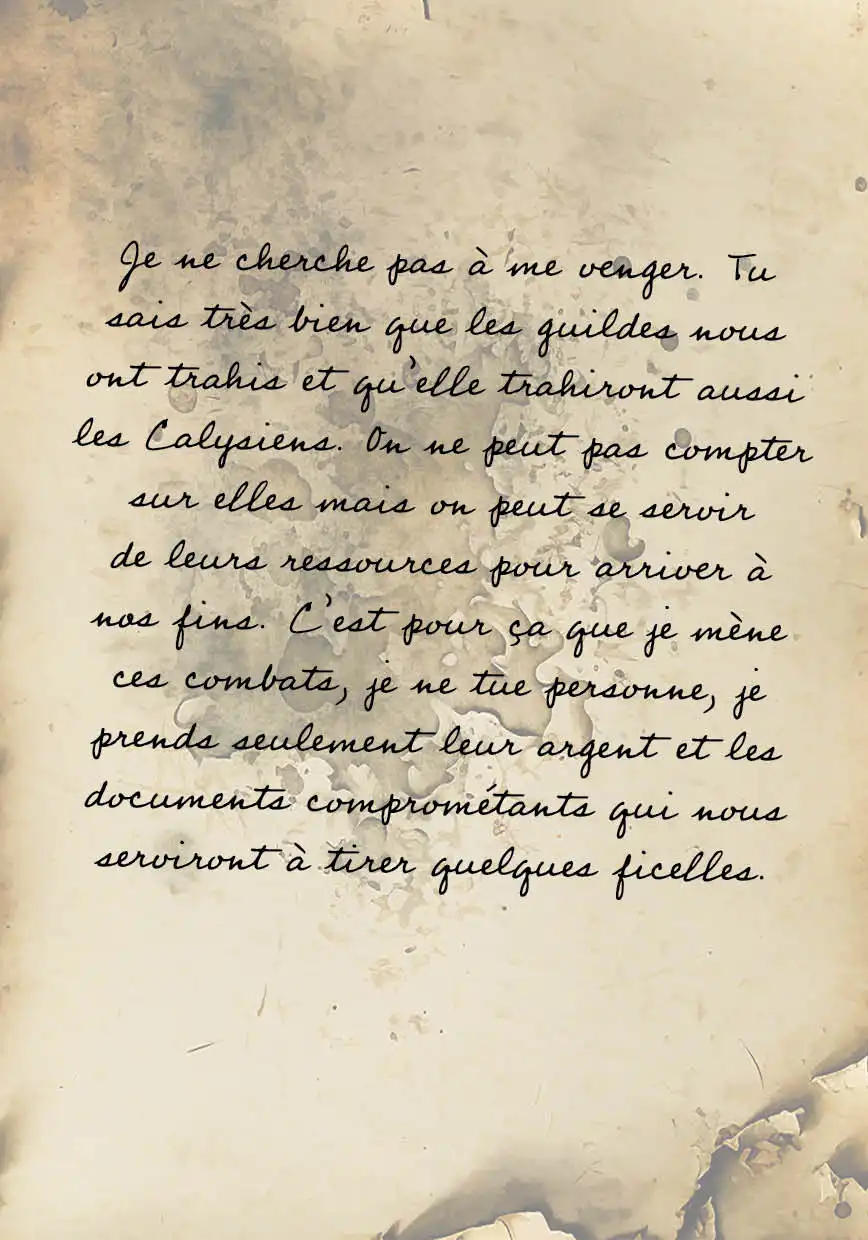 Je ne cherche pas à me venger. Tu
sais très bien que les guildes nous
ont trahis et qu'elle trahiront aussi
les Calysiens. On ne peut pas compter
sur elles mais on peut se servir
de leurs ressources pour arriver à
nos fins. C'est pour ça que je mène
ces combats, je ne tue personne, je
prends seulement leur argent et les
documents comprométants qui nous
serviront à tirer quelques ficelles.